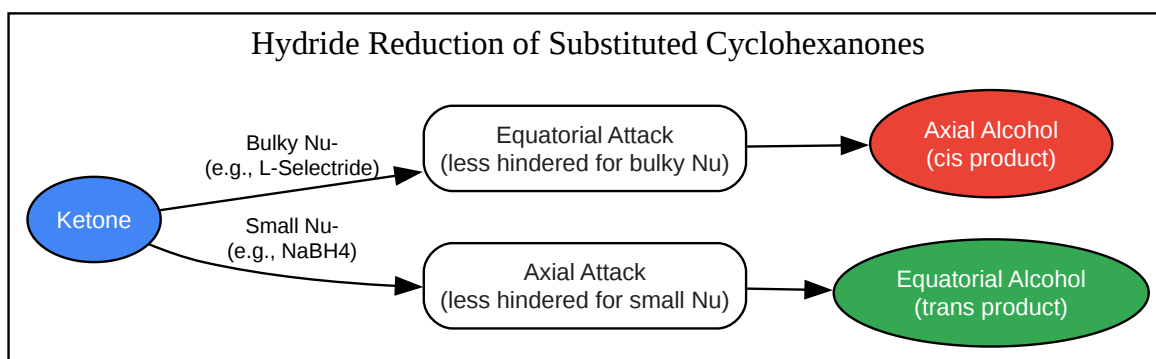 Hydride Reduction of Substituted Cyclohexanones
Ketone
Bulky Nu-
(e.g., L-Selectride)
Equatorial Attack
(less hindered for bulky Nu)
Axial Alcohol
(cis product)
Small Nu-
(e.g., NaBH4)
Axial Attack
(less hindered for small Nu)
Equatorial Alcohol
(trans product)